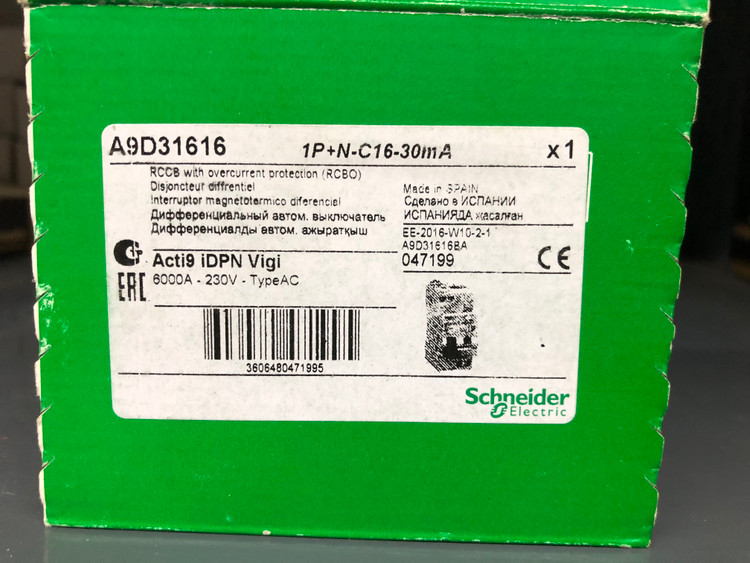 A9D31616 1P+N-C16-30mA x1
RCCB with overcurrent protection (RCBO)
Disjoncteur diffrentiel
Interruptor magnetotermico diferencial
Дифференциальный автом. выключатель
Дифференциалды автом. ажыратқыш
Made in SPAIN
Сделано в ИСПАНИИ
ИСПАНИЯДА жасалған
EE-2016-W10-2-1
A9D31616BA
047199
CE
EAC
Acti9 iDPN Vigi
6000A - 230V - TypeAC
3606480471995
Schneider
Electric